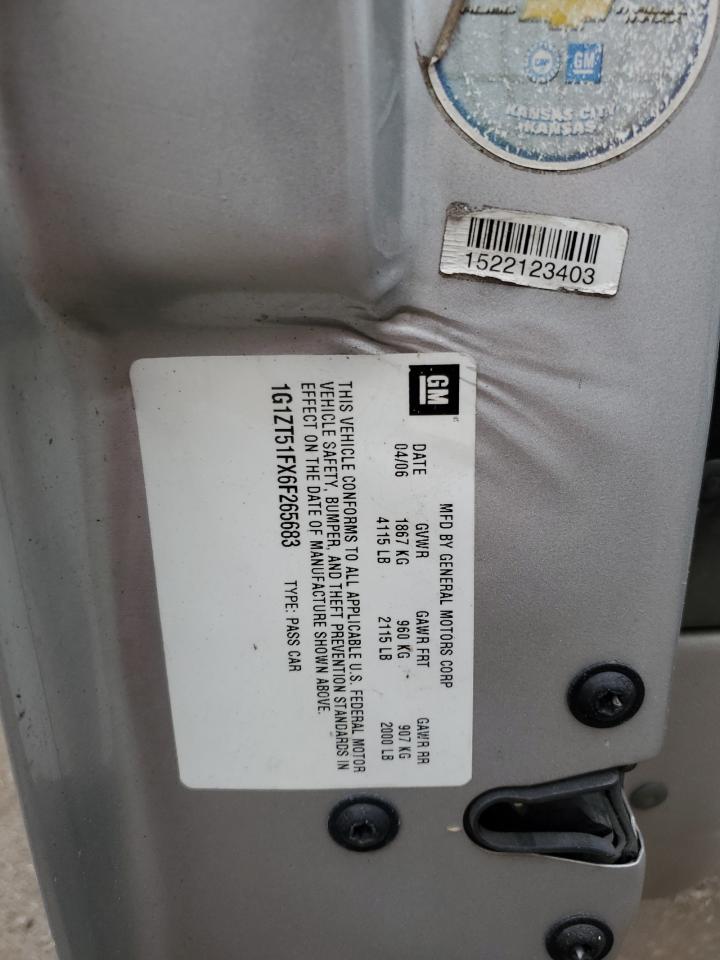 GM
KANSAS CITY
KANSAS
1522123403
GM
MFD BY GENERAL MOTORS CORP
DATE GVWR GAWR FRT GAWR RR
04/06 1867 KG 960 KG 907 KG
4115 LB 2115 LB 2000 LB
THIS VEHICLE CONFORMS TO ALL APPLICABLE U.S. FEDERAL MOTOR
VEHICLE SAFETY, BUMPER, AND THEFT PREVENTION STANDARDS IN
EFFECT ON THE DATE OF MANUFACTURE SHOWN ABOVE.
1G1ZT51FX6F265683 TYPE: PASS CAR